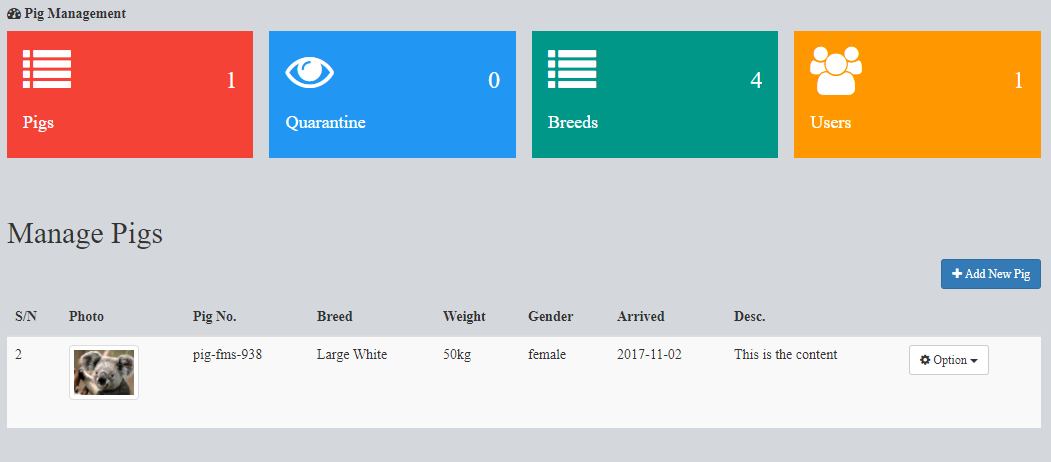 Pig Management
1
Pigs
0
Quarantine
4
Breeds
1
Users
Manage Pigs
Add New Pig
S/N Photo Pig No. Breed Weight Gender Arrived Desc.
2 pig-fms-938 Large White 50kg female 2017-11-02 This is the content Option